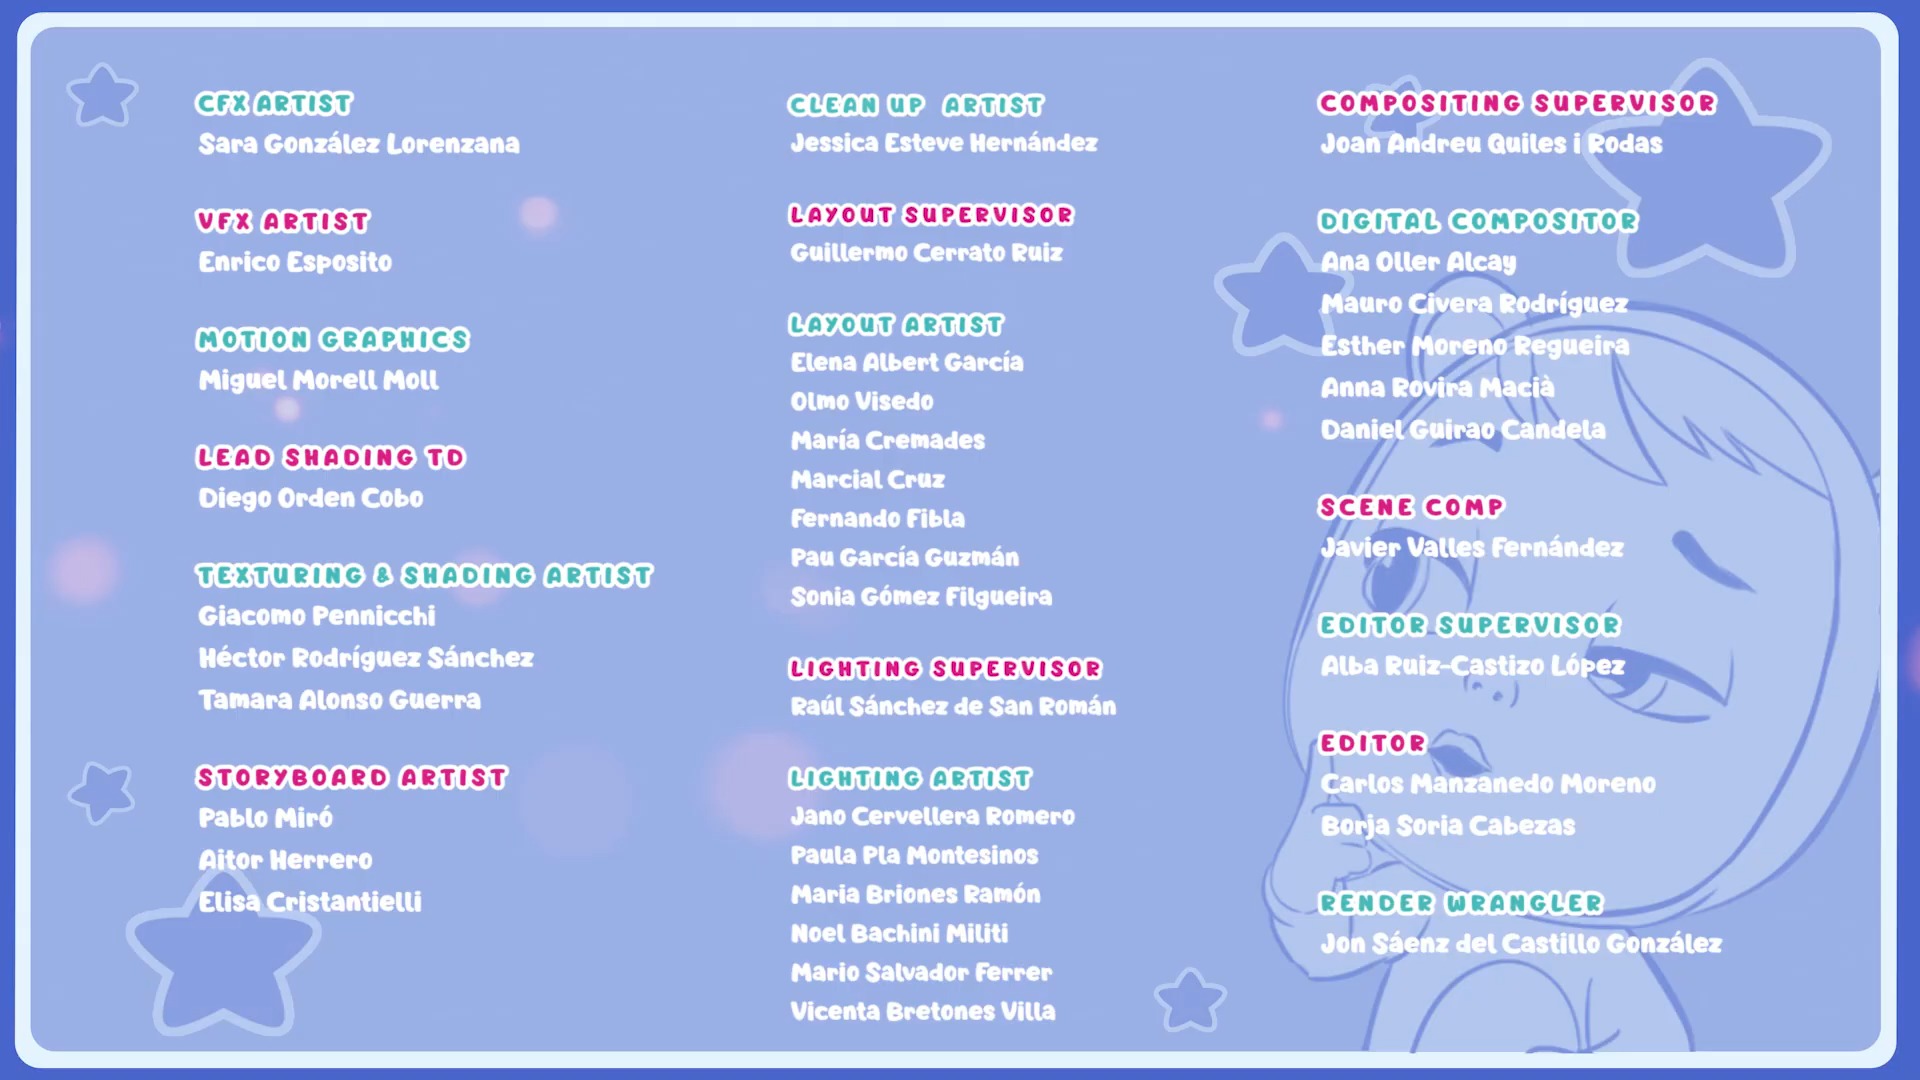 CFX ARTIST
Sara González Lorenzana
VFX ARTIST
Enrico Esposito
MOTION GRAPHICS
Miguel Morell Moll
LEAD SHADING TD
Diego Orden Cobo
TEXTURING & SHADING ARTIST
Giacomo Pennicchi
Héctor Rodríguez Sánchez
Tamara Alonso Guerra
STORYBOARD ARTIST
Pablo Miró
Aitor Herrero
Elisa Cristantielli
CLEAN UP ARTIST
Jessica Esteve Hernández
LAYOUT SUPERVISOR
Guillermo Cerrato Ruiz
LAYOUT ARTIST
Elena Albert García
Olmo Visedo
María Cremades
Marcial Cruz
Fernando Fibla
Pau García Guzmán
Sonia Gómez Filgueira
LIGHTING SUPERVISOR
Raúl Sánchez de San Román
LIGHTING ARTIST
Jano Cervellera Romero
Paula Pla Montesinos
Maria Briones Ramón
Noel Bachini Militi
Mario Salvador Ferrer
Vicenta Bretones Villa
COMPOSITING SUPERVISOR
Joan Andreu Quiles i Rodas
DIGITAL COMPOSITOR
Ana Oller Alcay
Mauro Civera Rodríguez
Esther Moreno Regueira
Anna Rovira Macià
Daniel Guirao Candela
SCENE COMP
Javier Valles Fernández
EDITOR SUPERVISOR
Alba Ruiz-Castizo López
EDITOR
Carlos Manzanedo Moreno
Borja Soria Cabezas
RENDER WRANGLER
Jon Sáenz del Castillo González